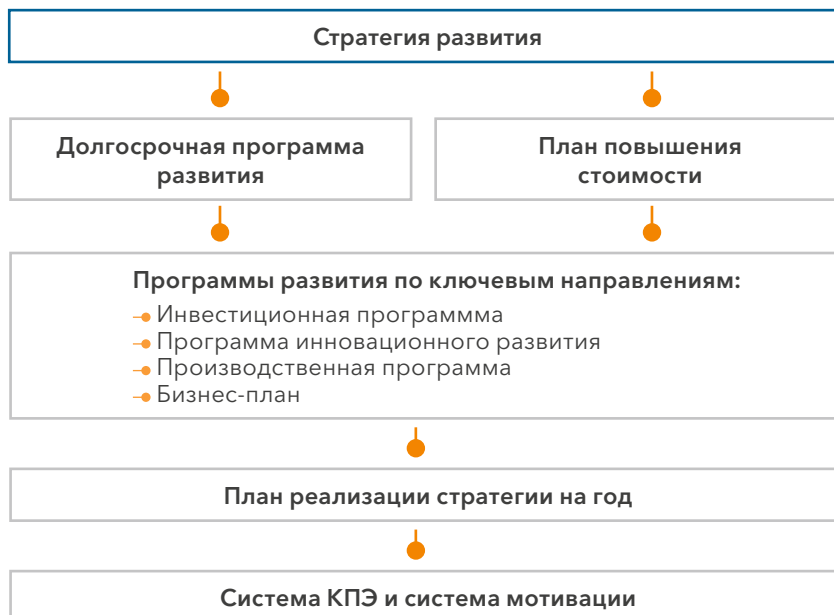 Стратегия развития
Долгосрочная программа
развития
План повышения
стоимости
Программы развития по ключевым направлениям:
Инвестиционная программма
Программа инновационного развития
Производственная программа
Бизнес-план
План реализации стратегии на год
Система КПЭ и система мотивации